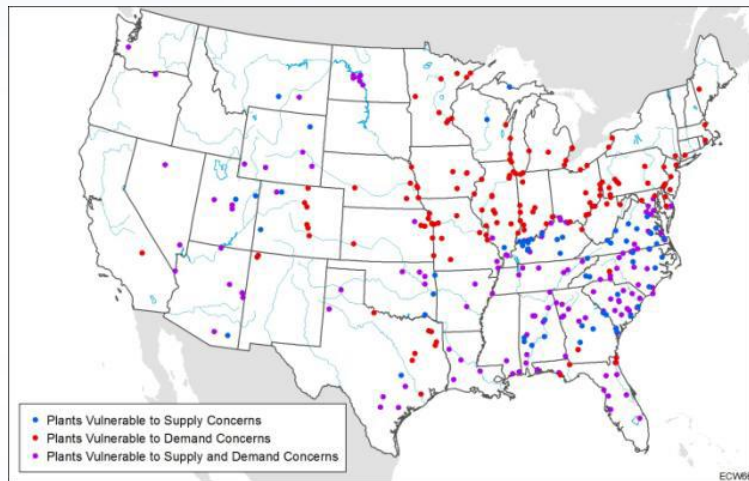 Plants Vulnerable to Supply Concerns
Plants Vulnerable to Demand Concerns
Plants Vulnerable to Supply and Demand Concerns